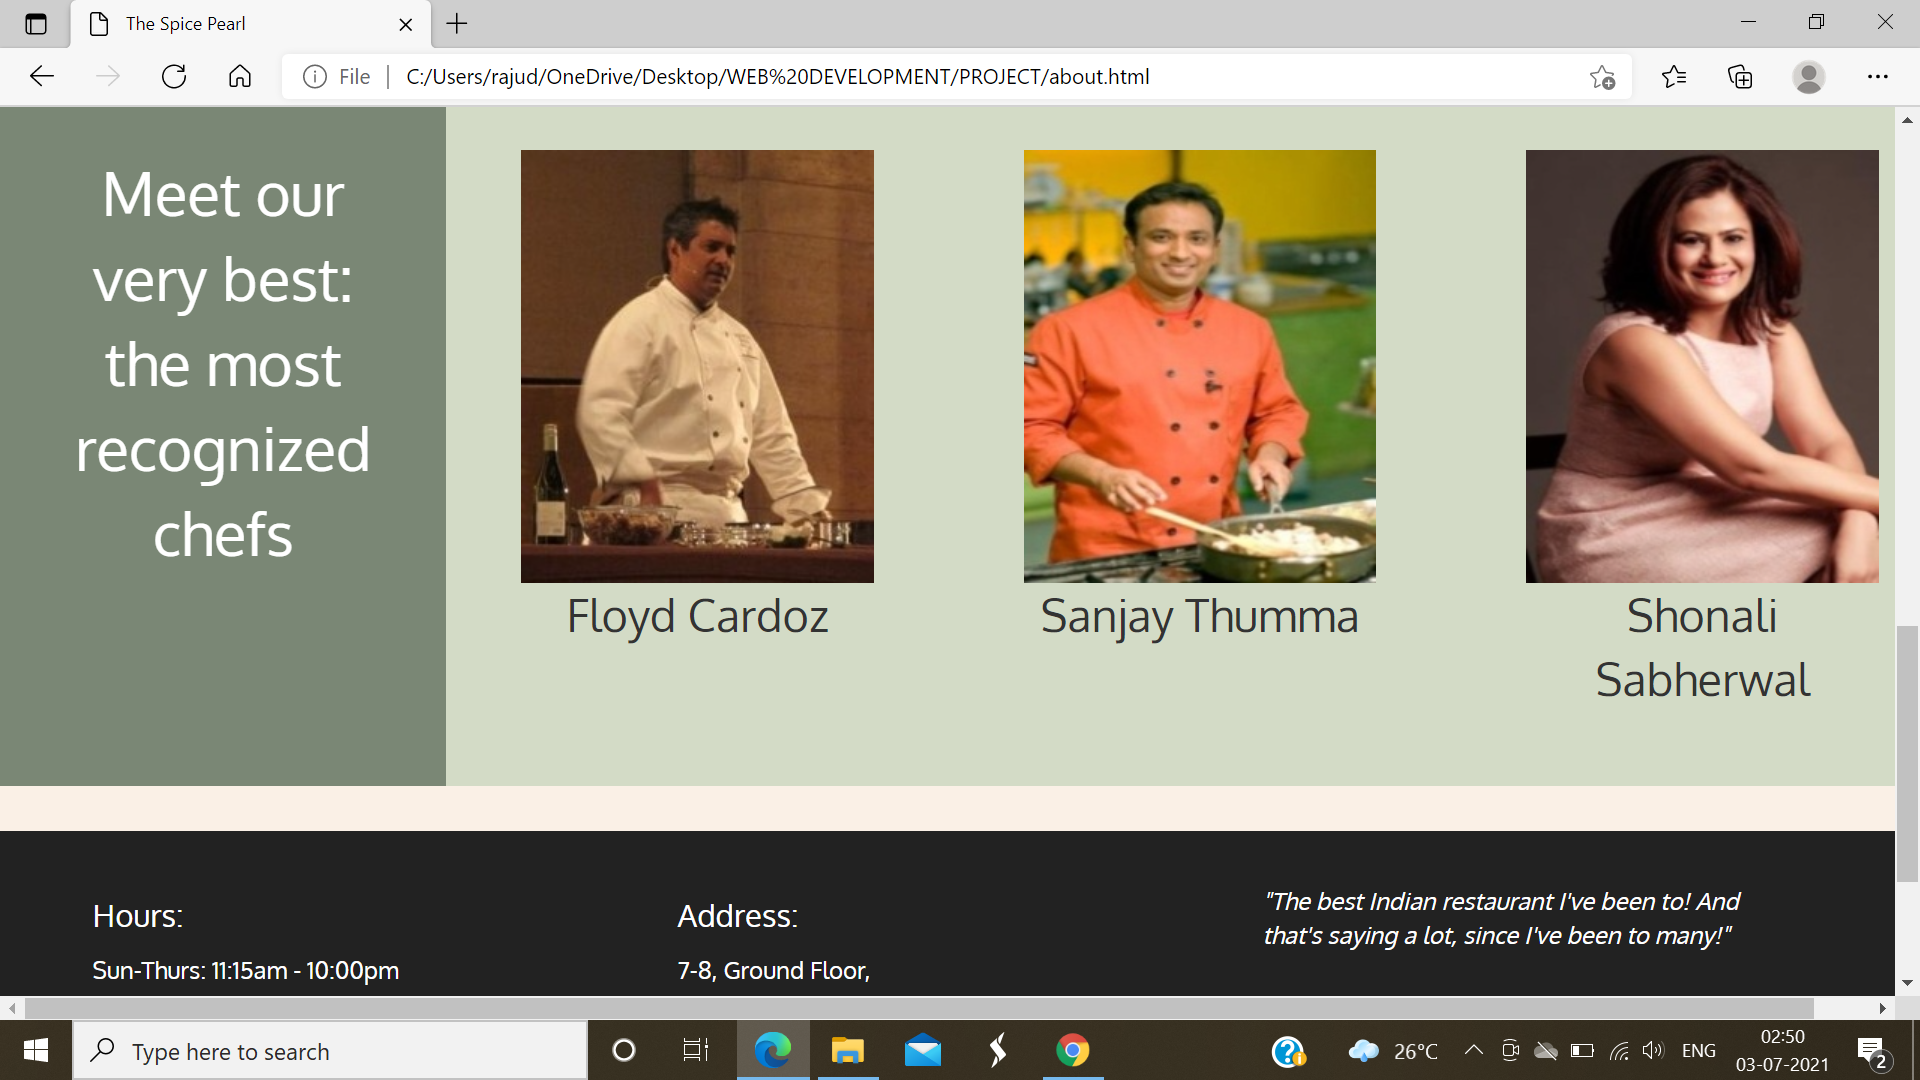 The Spice Pearl
File
C:/Users/rajud/OneDrive/Desktop/WEB%20DEVELOPMENT/PROJECT/about.html
Meet our
very best:
the most
recognized
chefs
Floyd Cardoz
Sanjay Thumma
Shonali
Sabherwal
Hours:
Sun-Thurs: 11:15am - 10:00pm
Address:
7-8, Ground Floor,
"The best Indian restaurant I've been to! And
that's saying a lot, since I've been to many!"
Type here to search
26°C
ENG
02:50
03-07-2021
2